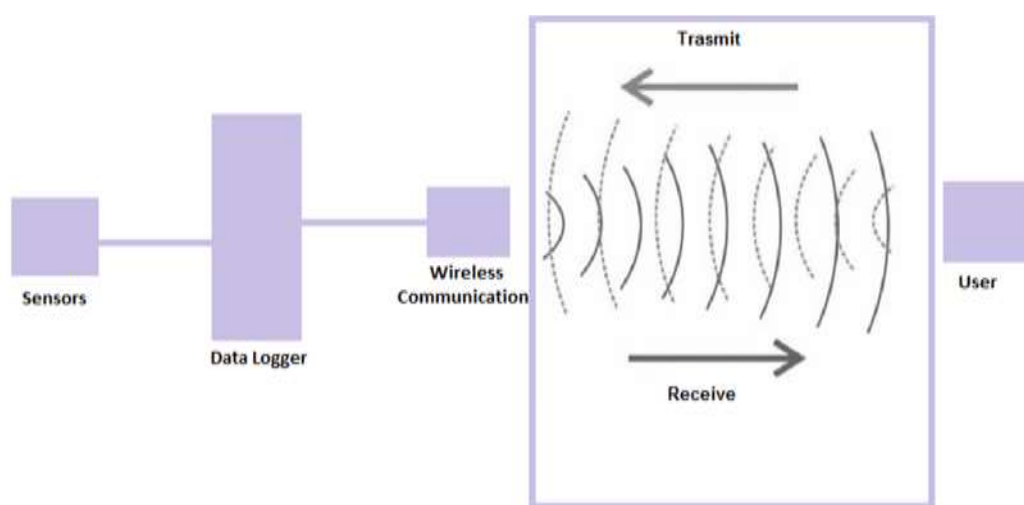 Trasmit
Wireless
Communication
Sensors
User
Data Logger
Receive